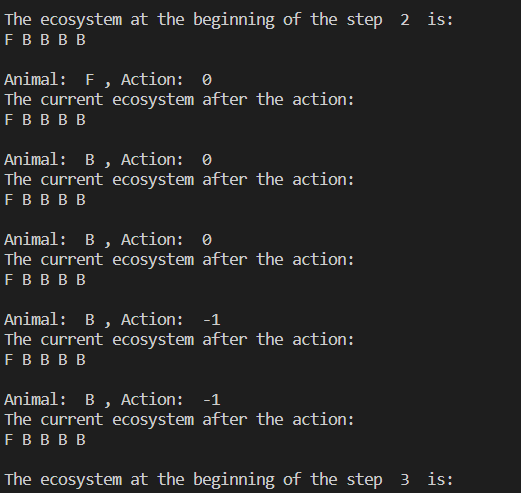 The ecosystem at the beginning of the step  2  is:
F B B B B
Animal:  F , Action:  0
The current ecosystem after the action:
F B B B B
Animal:  B , Action:  0
The current ecosystem after the action:
F B B B B
Animal:  B , Action:  0
The current ecosystem after the action:
F B B B B
Animal:  B , Action:  -1
The current ecosystem after the action:
F B B B B
Animal:  B , Action:  -1
The current ecosystem after the action:
F B B B B
The ecosystem at the beginning of the step  3  is: